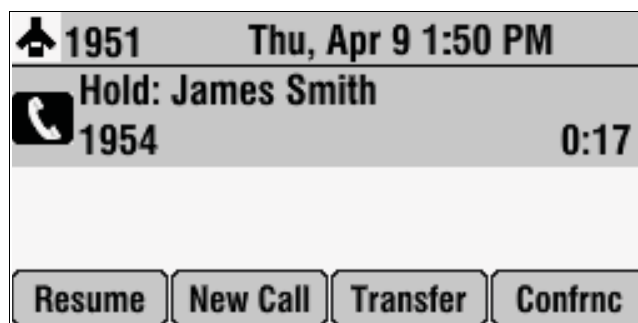 1951 Thu, Apr 9 1:50 PM
Hold: James Smith
1954 0:17
Resume New Call Transfer Confrnc